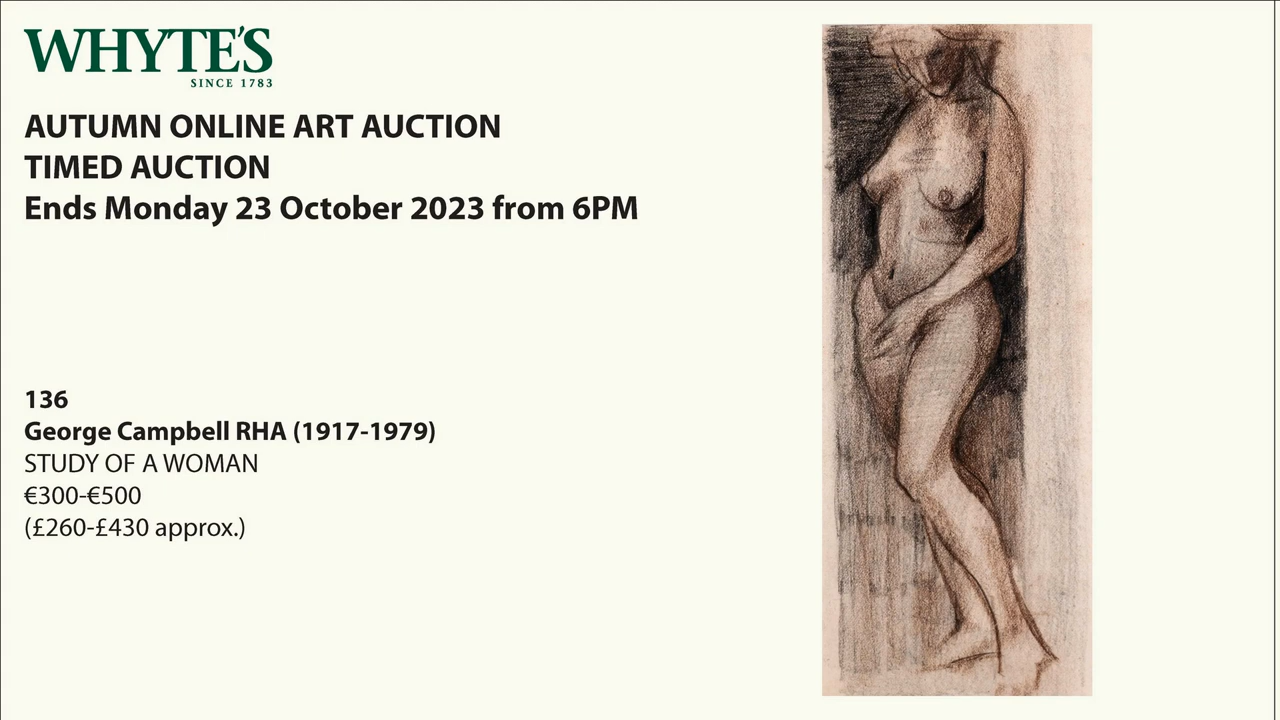 WHYTE'S
SINCE 1783
AUTUMN ONLINE ART AUCTION
TIMED AUCTION
Ends Monday 23 October 2023 from 6PM
136
George Campbell RHA (1917-1979)
STUDY OF A WOMAN
€300-€500
(£260-£430 approx.)